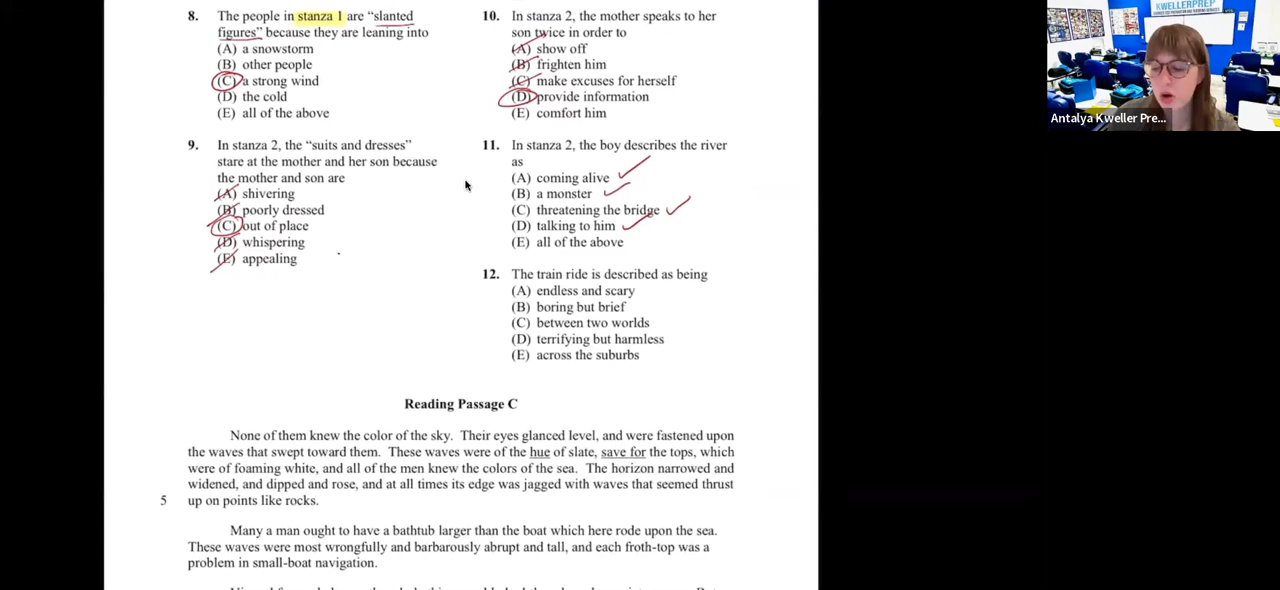 8. The people in stanza 1 are “slanted
figures” because they are leaning into
(A) a snowstorm
(B) other people
(C) a strong wind
(D) the cold
(E) all of the above
9. In stanza 2, the “suits and dresses”
stare at the mother and her son because
the mother and son are
(A) shivering
(B) poorly dressed
(C) out of place
(D) whispering
(E) appealing
10. In stanza 2, the mother speaks to her
son twice in order to
(A) show off
(B) frighten him
(C) make excuses for herself
(D) provide information
(E) comfort him
11. In stanza 2, the boy describes the river
as
(A) coming alive
(B) a monster
(C) threatening the bridge
(D) talking to him
(E) all of the above
12. The train ride is described as being
(A) endless and scary
(B) boring but brief
(C) between two worlds
(D) terrifying but harmless
(E) across the suburbs
Reading Passage C
None of them knew the color of the sky. Their eyes glanced level, and were fastened upon
the waves that swept toward them. These waves were of the hue of slate, save for the tops, which
were of foaming white, and all of the men knew the colors of the sea. The horizon narrowed and
widened, and dipped and rose, and at all times its edge was jagged with waves that seemed thrust
5 up on points like rocks.
Many a man ought to have a bathtub larger than the boat which here rode upon the sea.
These waves were most wrongfully and barbarously abrupt and tall, and each froth-top was a
problem in small-boat navigation.
KWELLERPREP
Antalya Kweller Pre...